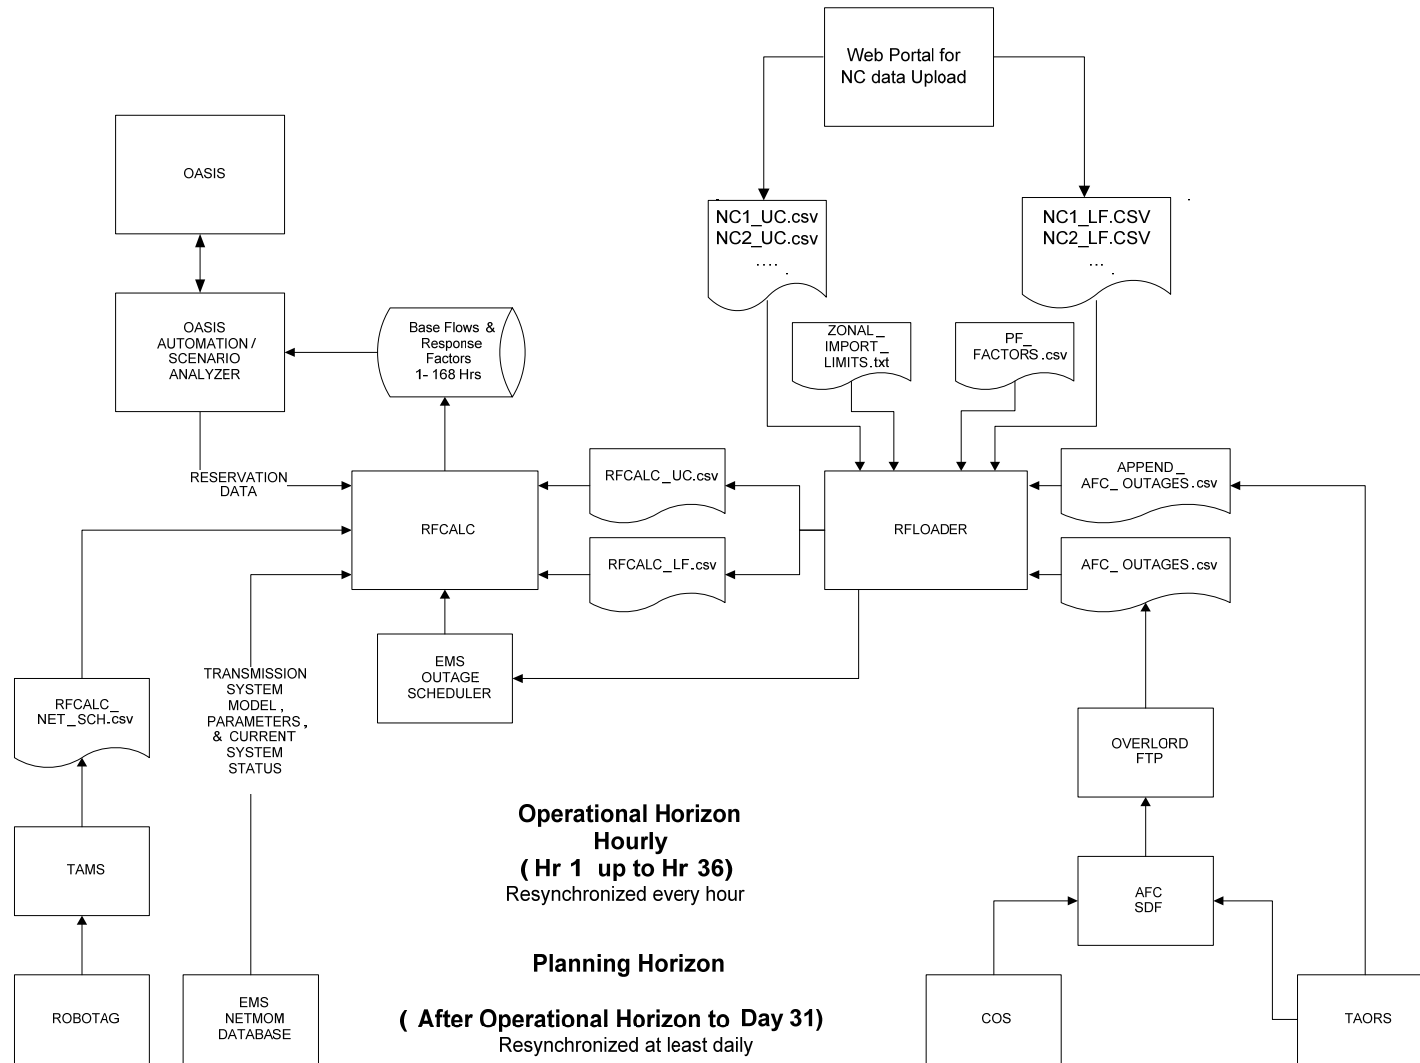 Web Portal for
NC data Upload
OASIS
NC1_UC.csv
NC2_UC.csv
....
.
NC1_LF.CSV
NC2_LF.CSV
...
.
OASIS
AUTOMATION /
SCENARIO
ANALYZER
Base Flows &
Response
Factors
1- 168 Hrs
ZONAL_
IMPORT_
LIMITS.txt
PF_
FACTORS.csv
RESERVATION
DATA
RFCALC
RFCALC_UC.csv
RFCALC_LF.csv
RFLOADER
APPEND_
AFC_ OUTAGES.csv
AFC_ OUTAGES.csv
EMS
OUTAGE
SCHEDULER
RFCALC_
NET_SCH.csv
TRANSMISSION
SYSTEM
MODEL,
PARAMETERS,
& CURRENT
SYSTEM
STATUS
OVERLORD
FTP
TAMS
Operational Horizon
Hourly
( Hr 1 up to Hr 36)
Resynchronized every hour
AFC
SDF
ROBOTAG
EMS
NETMOM
DATABASE
Planning Horizon
( After Operational Horizon to Day 31)
Resynchronized at least daily
COS
TAORS